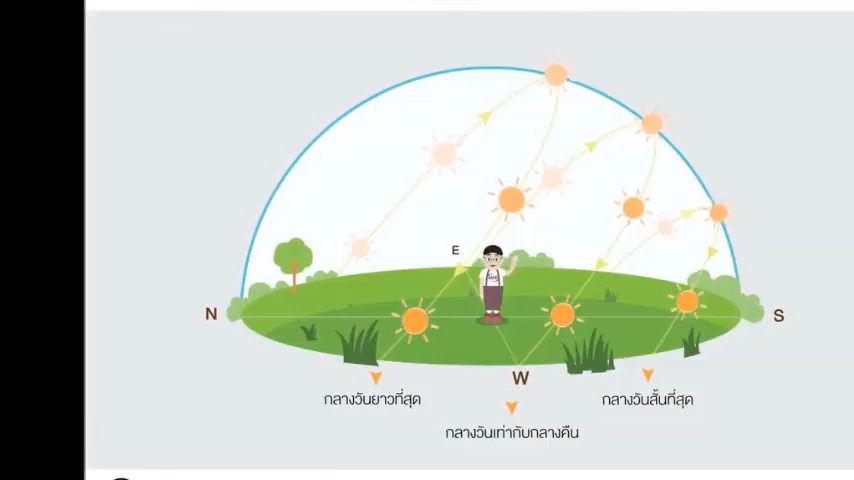 E
N
S
W
กลางวันยาวที่สุด
กลางวันสั้นที่สุด
กลางวันเท่ากับกลางคืน